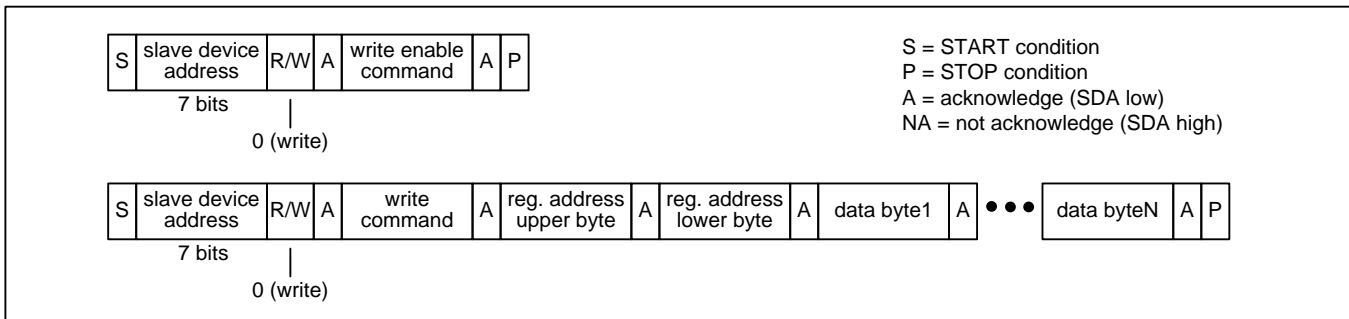 S slave device address R/W A write enable command A P
7 bits
0 (write)
S = START condition
P = STOP condition
A = acknowledge (SDA low)
NA = not acknowledge (SDA high)
S slave device address R/W A write command A reg. address upper byte A reg. address lower byte A data byte1 A ••• data byteN A P
7 bits
0 (write)